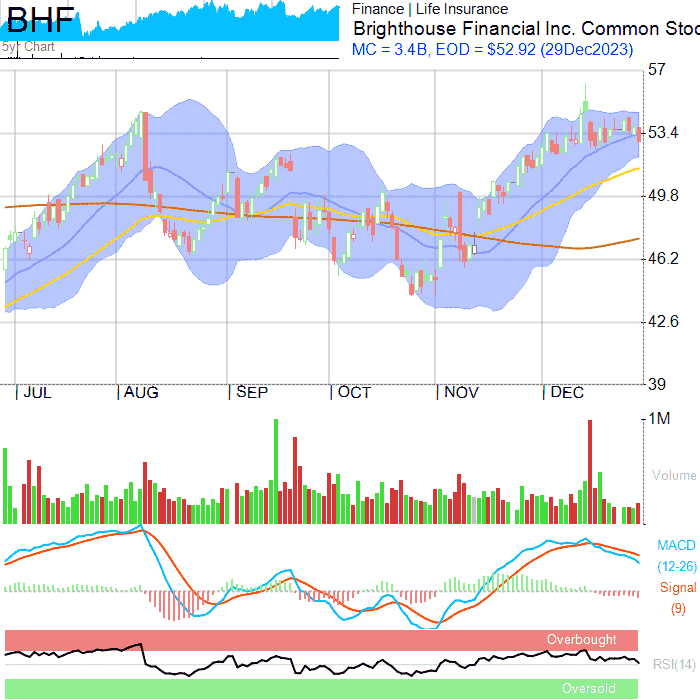 BHF
5yr Chart
Finance | Life Insurance
Brighthouse Financial Inc. Common Stoc
MC = 3.4B, EOD = $52.92 (29Dec2023)
57
53.4
49.8
46.2
42.6
39
JUL AUG SEP OCT NOV DEC
1M
Volume
MACD
(12-26)
Signal
(9)
Overbought
RSI(14)
Oversold